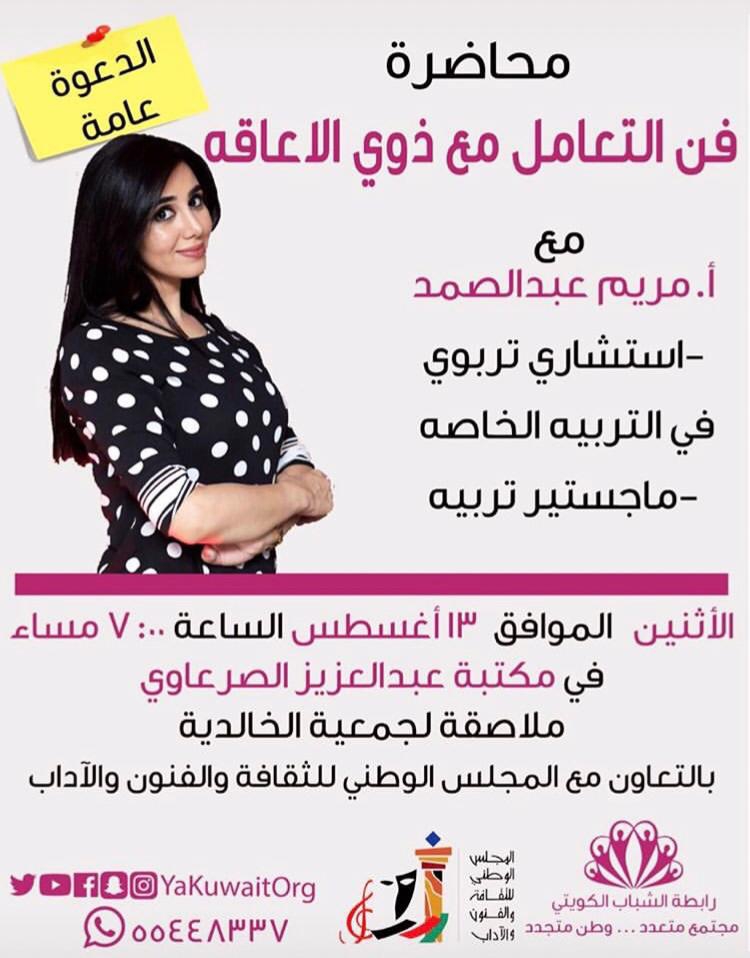 الدعوة
عامة
محاضرة
فن التعامل مع ذوي الاعاقه
مع
أ. مريم عبدالصمد
-استشاري تربوي
في التربيه الخاصه
-ماجستير تربيه
الأثنين الموافق ١٣ أغسطس الساعة ٧:٠٠ مساء
في مكتبة عبدالعزيز الصرعاوي
ملاصقة لجمعية الخالدية
بالتعاون مع المجلس الوطني للثقافة والفنون والآداب
رابطة الشباب الكويتي
مجتمع متعدد ... وطن متجدد
المجلس
الوطني
للثقافة
والفنون
والآداب
YaKuwaitOrg
٥٥٤٤٨٣٣٧